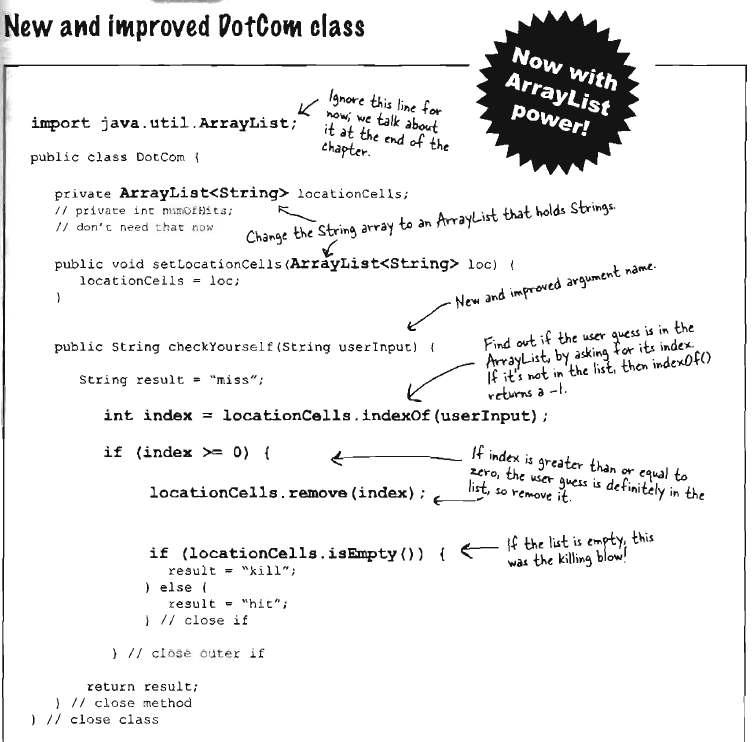 New and improved DotCom class
Now with
ArrayList
power!
import java.util.ArrayList;
Ignore this line for
now; we talk about
it at the end of the
chapter.
public class DotCom {
private ArrayList<String> locationCells;
// private int numOfHits;
// don't need that now
Change the String array to an ArrayList that holds Strings.
public void setLocationCells(ArrayList<String> loc) {
locationCells = loc;
}
New and improved argument name.
public String checkYourself(String userInput) {
Find out if the user guess is in the
ArrayList, by asking for its index.
If it's not in the list, then indexOf()
returns a -1.
String result = "miss";
int index = locationCells.indexOf(userInput);
if (index >= 0) {
If index is greater than or equal to
zero, the user guess is definitely in the
list, so remove it.
locationCells.remove(index);
if (locationCells.isEmpty()) {
If the list is empty, this
was the killing blow!
result = "kill";
} else {
result = "hit";
} // close if
} // close outer if
return result;
} // close method
} // close class